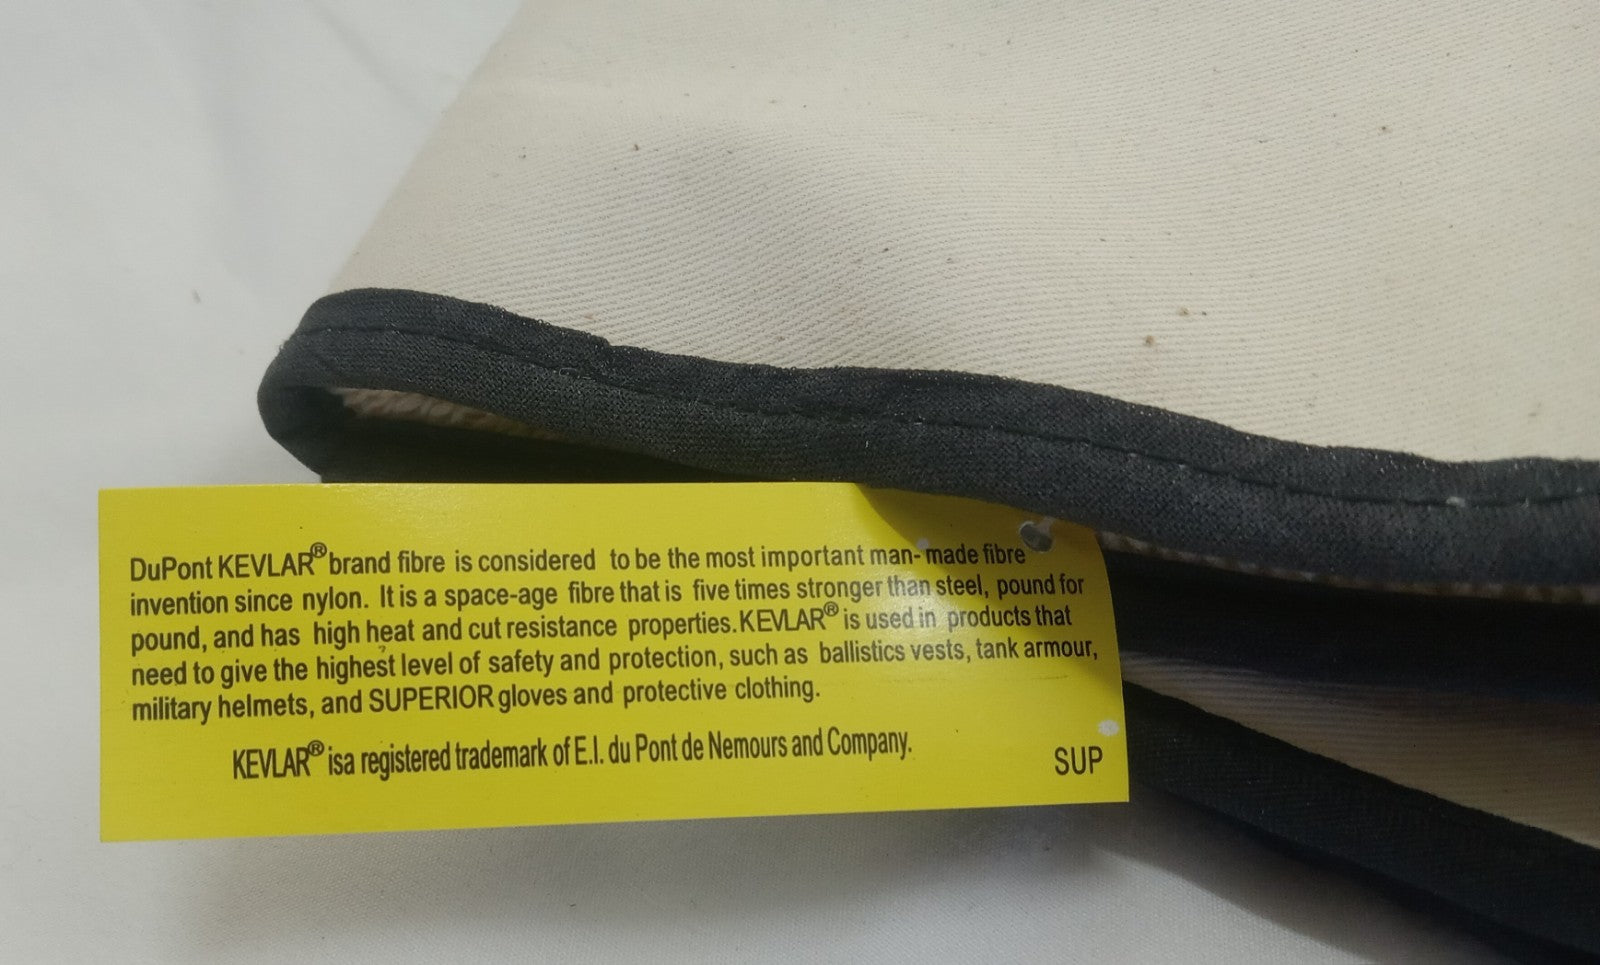 DuPont KEVLAR® brand fibre is considered to be the most important man-made fibre
invention since nylon. It is a space-age fibre that is five times stronger than steel, pound for
pound, and has high heat and cut resistance properties. KEVLAR® is used in products that
need to give the highest level of safety and protection, such as ballistics vests, tank armour,
military helmets, and SUPERIOR gloves and protective clothing.
KEVLAR® isa registered trademark of E.I. du Pont de Nemours and Company.
SUP